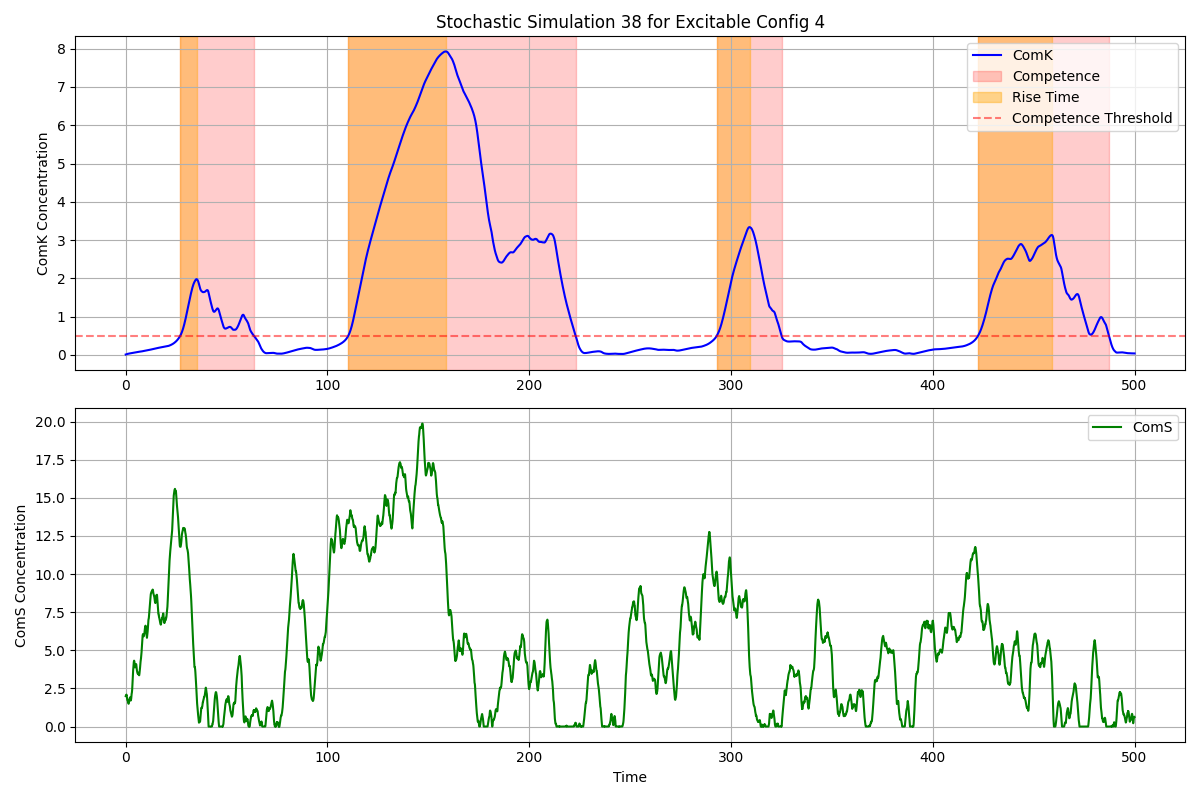 Stochastic Simulation 38 for Excitable Config 4
ComK Concentration
8
7
6
5
4
3
2
1
0
ComK
Competence
Rise Time
Competence Threshold
0 100 200 300 400 500
ComS Concentration
20.0
17.5
15.0
12.5
10.0
7.5
5.0
2.5
0.0
ComS
0 100 200 300 400 500
Time